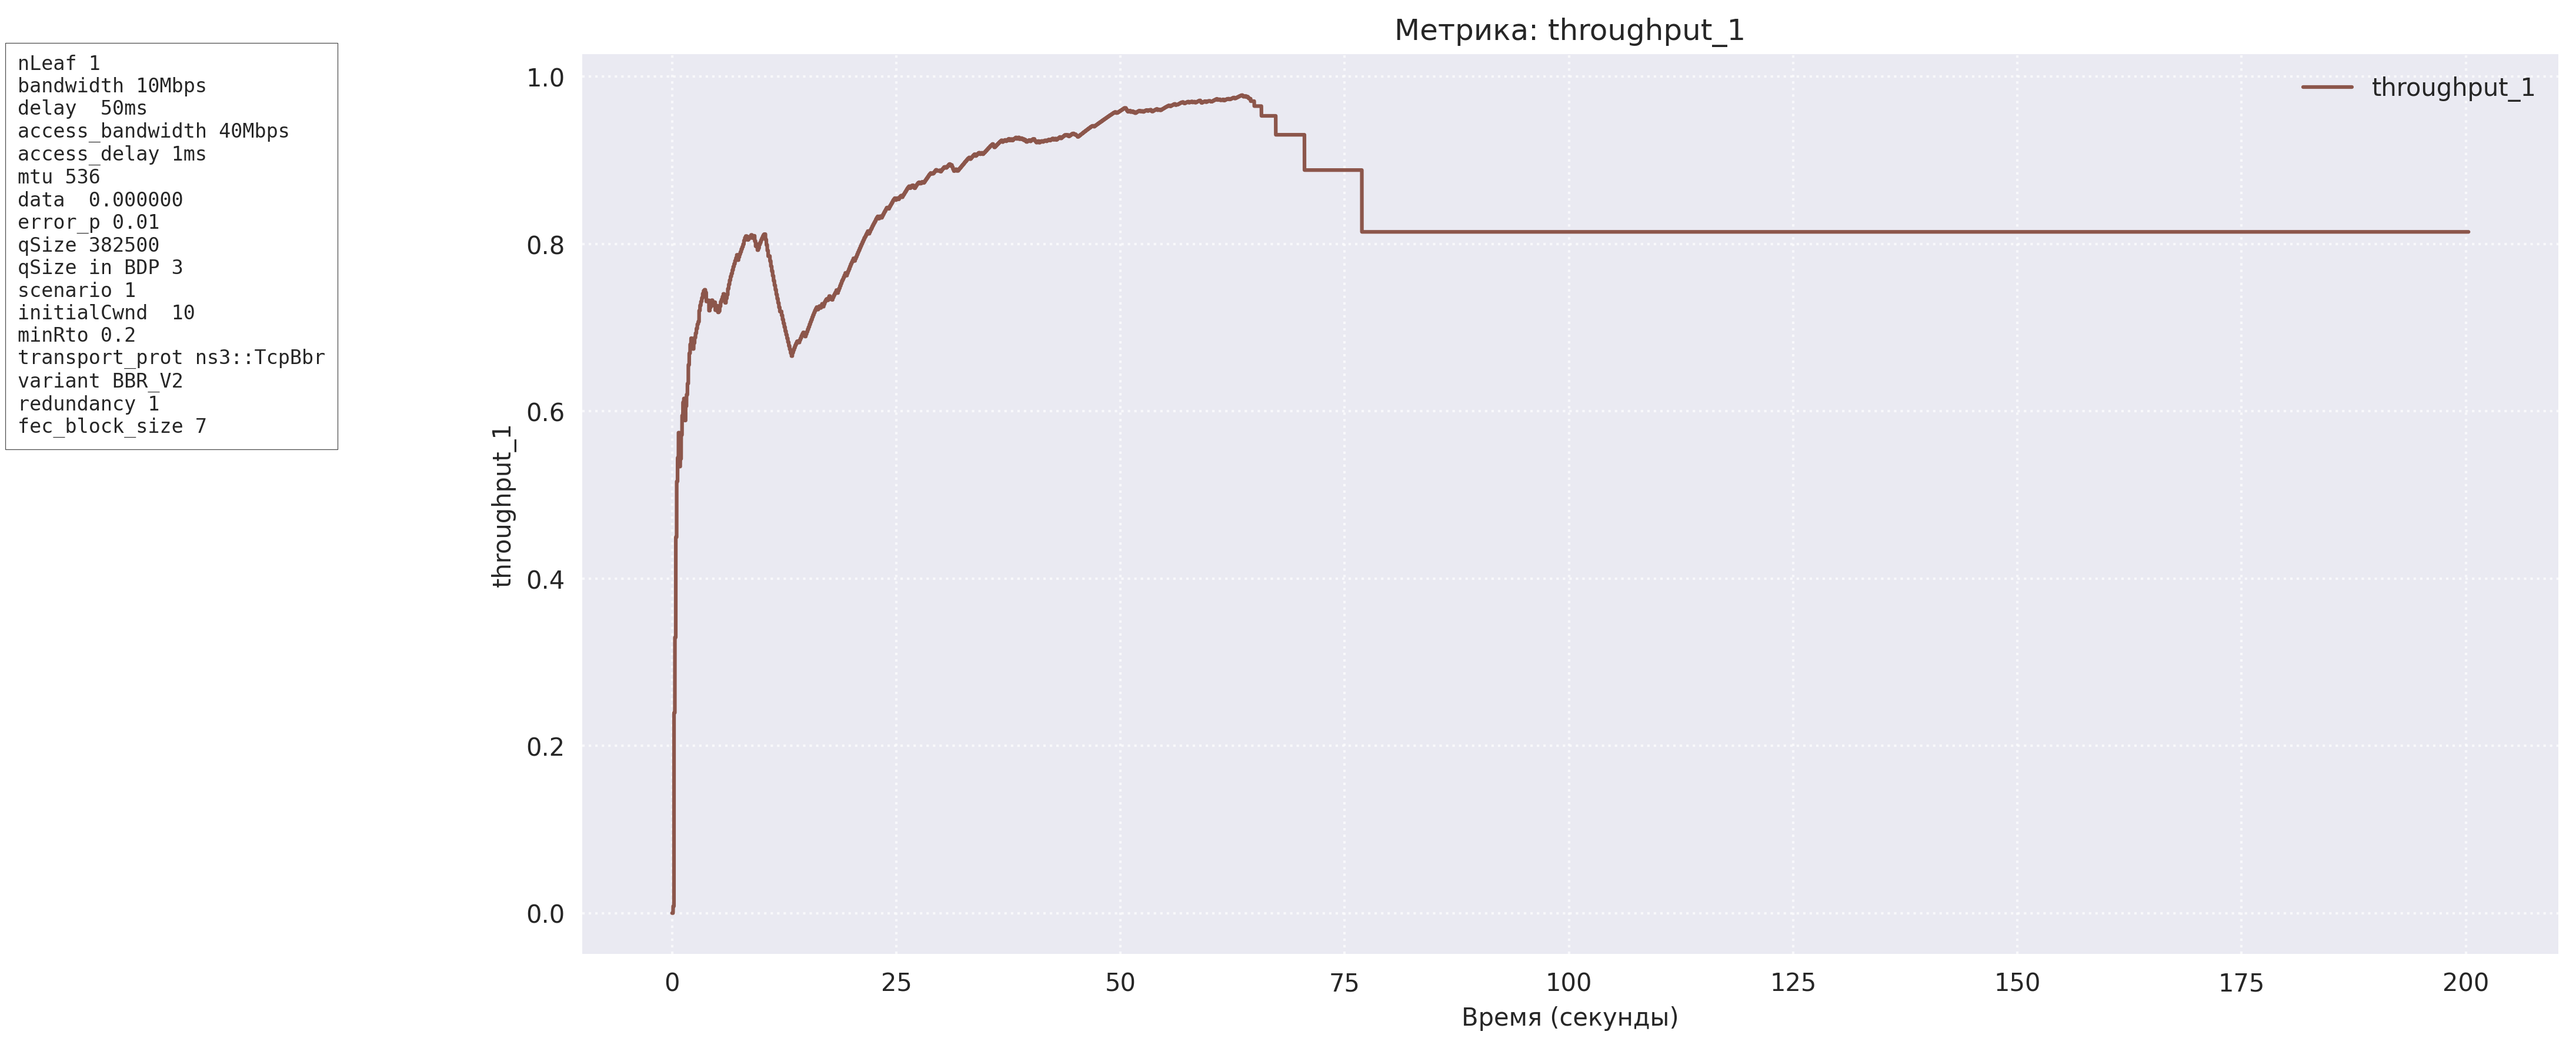 Метрика: throughput_1
nLeaf 1
bandwidth 10Mbps
delay  50ms
access_bandwidth 40Mbps
access_delay 1ms
mtu 536
data  0.000000
error_p 0.01
qSize 382500
qSize in BDP 3
scenario 1
initialCwnd  10
minRto 0.2
transport_prot ns3::TcpBbr
variant BBR_V2
redundancy 1
fec_block_size 7
throughput_1
1.0
0.8
0.6
0.4
0.2
0.0
throughput_1
0 25 50 75 100 125 150 175 200
Время (секунды)